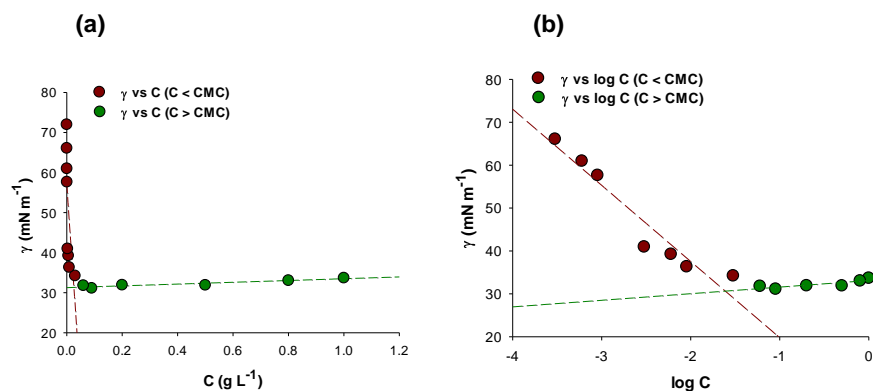 (a)
γ vs C (C < CMC)
γ vs C (C > CMC)
80
70
60
50
40
30
20
γ (mN m-1)
0.0 0.2 0.4 0.6 0.8 1.0 1.2
C (g L-1)
(b)
γ vs log C (C < CMC)
γ vs log C (C > CMC)
80
70
60
50
40
30
20
γ (mN m-1)
-4 -3 -2 -1 0
log C